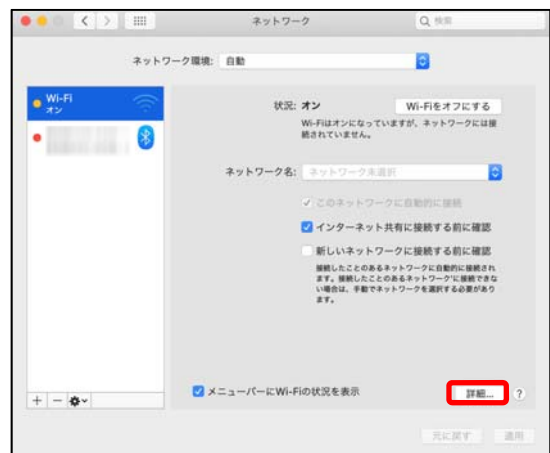 ネットワーク
検索
ネットワーク環境: 自動
Wi-Fi
オン
状況: オン
Wi-Fiをオフにする
Wi-Fiはオンになっていますが、ネットワークには接
続されていません。
ネットワーク名: ネットワーク未選択
このネットワークに自動的に接続
インターネット共有に接続する前に確認
新しいネットワークに接続する前に確認
接続したことのあるネットワークに自動的に接続され
ます。接続したことのあるネットワークに接続できな
い場合は、手動でネットワークを選択する必要があり
ます。
メニューバーにWi-Fiの状況を表示
詳細...
?
元に戻す
適用